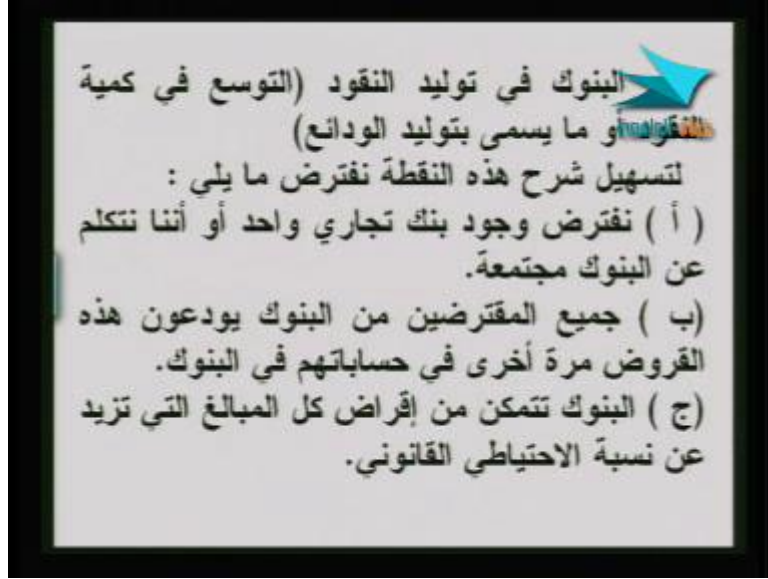 البنوك في توليد النقود (التوسع في كمية
أو ما يسمى بتوليد الودائع)
لتسهيل شرح هذه النقطة نفترض ما يلي :
( أ ) نفترض وجود بنك تجاري واحد أو أننا نتكلم
عن البنوك مجتمعة.
(ب ) جميع المقترضين من البنوك يودعون هذه
القروض مرة أخرى في حساباتهم في البنوك.
(ج ) البنوك تتمكن من إقراض كل المبالغ التي تزيد
عن نسبة الاحتياطي القانوني.